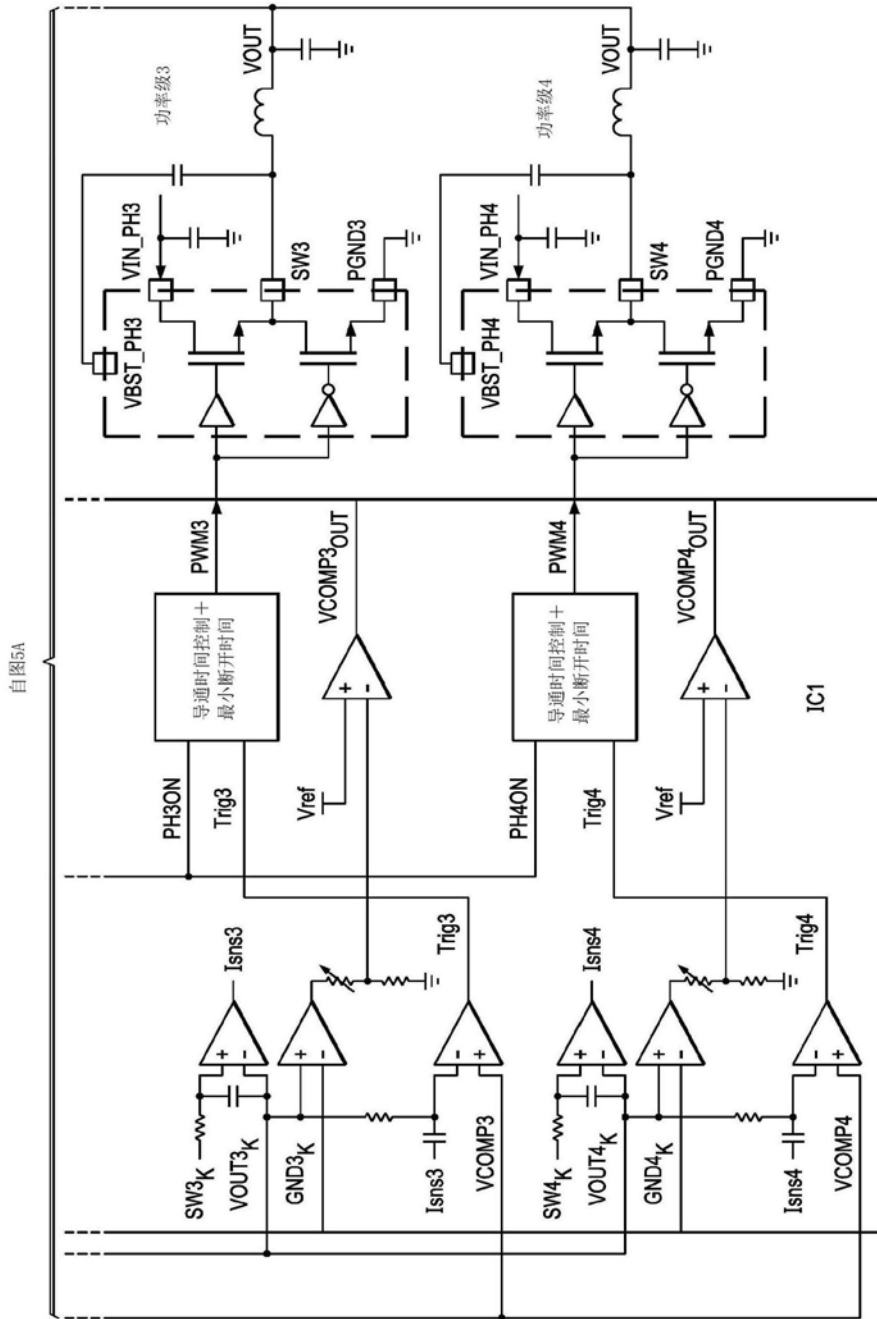 自图5A
功率级3
VOUT
VBST_PH3
VIN_PH3
SW3
PGND3
PWM3
导通时间控制+
最小断开时间
PH3ON
Trig3
VCOMP3OUT
+
-
Vref
Isns3
+
-
SW3K
VOUT3K
+
-
GND3K
Trig3
-
+
Isns3
VCOMP3
功率级4
VOUT
VBST_PH4
VIN_PH4
SW4
PGND4
PWM4
导通时间控制+
最小断开时间
PH4ON
Trig4
VCOMP4OUT
+
-
Vref
IC1
Isns4
+
-
SW4K
VOUT4K
+
-
GND4K
Trig4
-
+
Isns4
VCOMP4